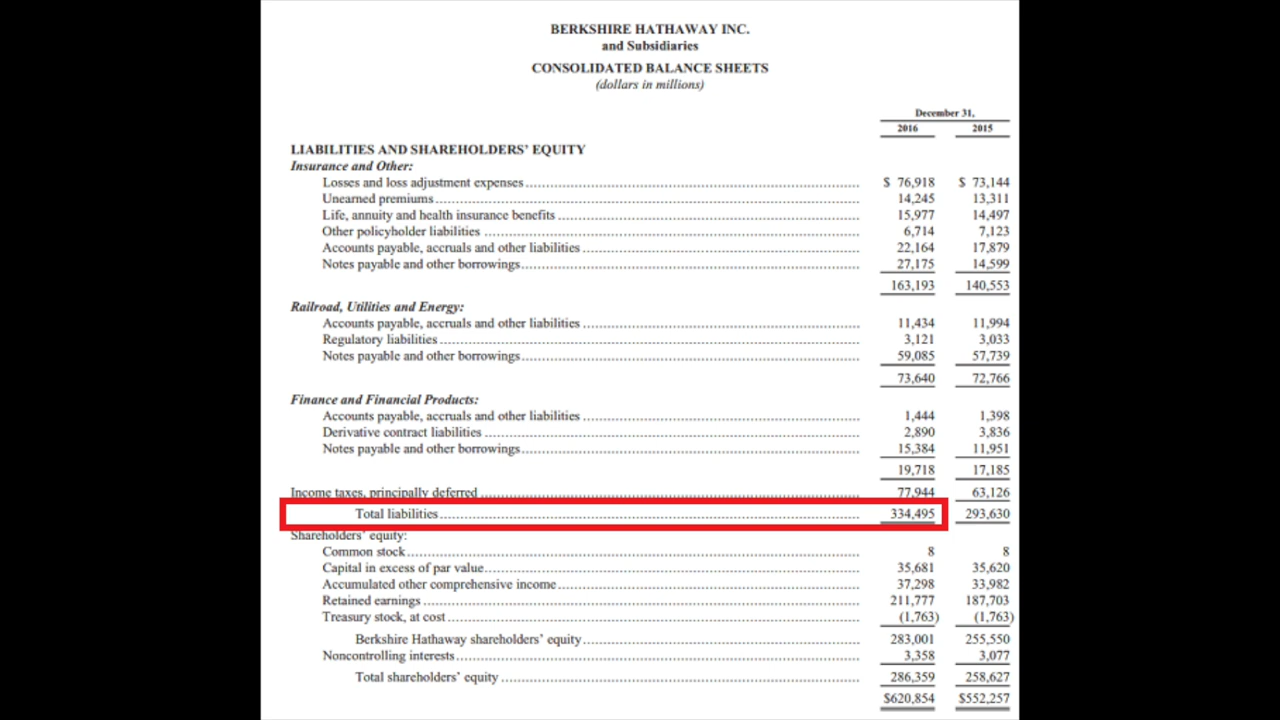 BERKSHIRE HATHAWAY INC.
and Subsidiaries
CONSOLIDATED BALANCE SHEETS
(dollars in millions)
December 31,
2016 2015
LIABILITIES AND SHAREHOLDERS' EQUITY
Insurance and Other:
Losses and loss adjustment expenses $ 76,918 $ 73,144
Unearned premiums 14,245 13,311
Life, annuity and health insurance benefits 15,977 14,497
Other policyholder liabilities 6,714 7,123
Accounts payable, accruals and other liabilities 22,164 17,879
Notes payable and other borrowings 27,175 14,599
163,193 140,553
Railroad, Utilities and Energy:
Accounts payable, accruals and other liabilities 11,434 11,994
Regulatory liabilities 3,121 3,033
Notes payable and other borrowings 59,085 57,739
73,640 72,766
Finance and Financial Products:
Accounts payable, accruals and other liabilities 1,444 1,398
Derivative contract liabilities 2,890 3,836
Notes payable and other borrowings 15,384 11,951
19,718 17,185
Income taxes, principally deferred 77,944 63,126
Total liabilities 334,495 293,630
Shareholders' equity:
Common stock 8 8
Capital in excess of par value 35,681 35,620
Accumulated other comprehensive income 37,298 33,982
Retained earnings 211,777 187,703
Treasury stock, at cost (1,763) (1,763)
Berkshire Hathaway shareholders' equity 283,001 255,550
Noncontrolling interests 3,358 3,077
Total shareholders' equity 286,359 258,627
$620,854 $552,257